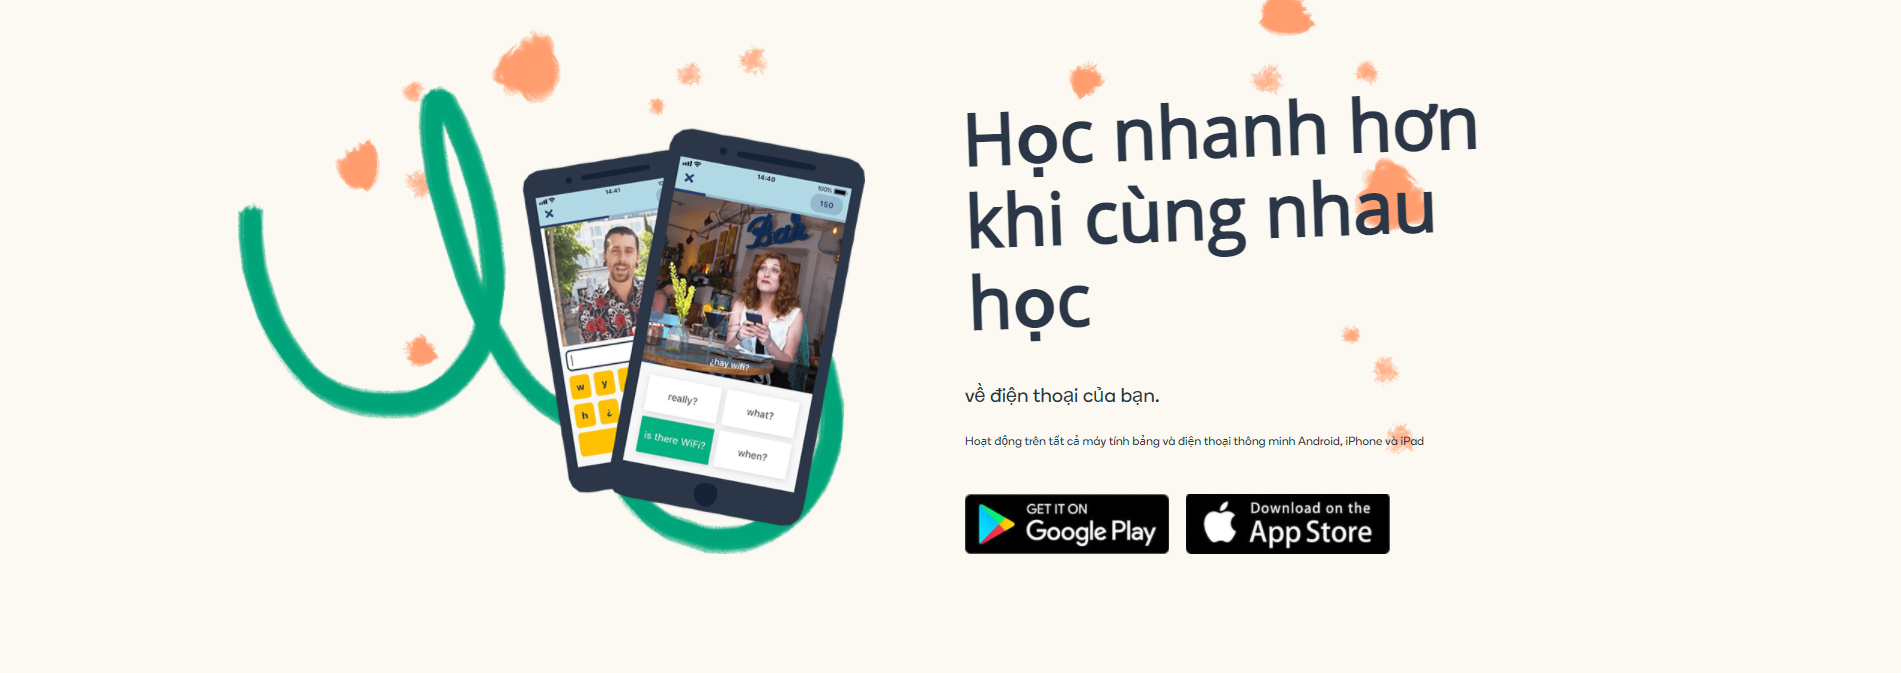 14:41
w y
h ¿
14:40
100%
150
Bar
¿hay wifi?
really?
what?
is there WiFi?
when?
Học nhanh hơn
khi cùng nhau
học
về điện thoại của bạn.
Hoạt động trên tất cả máy tính bảng và điện thoại thông minh Android, iPhone và iPad
GET IT ON
Google Play
Download on the
App Store